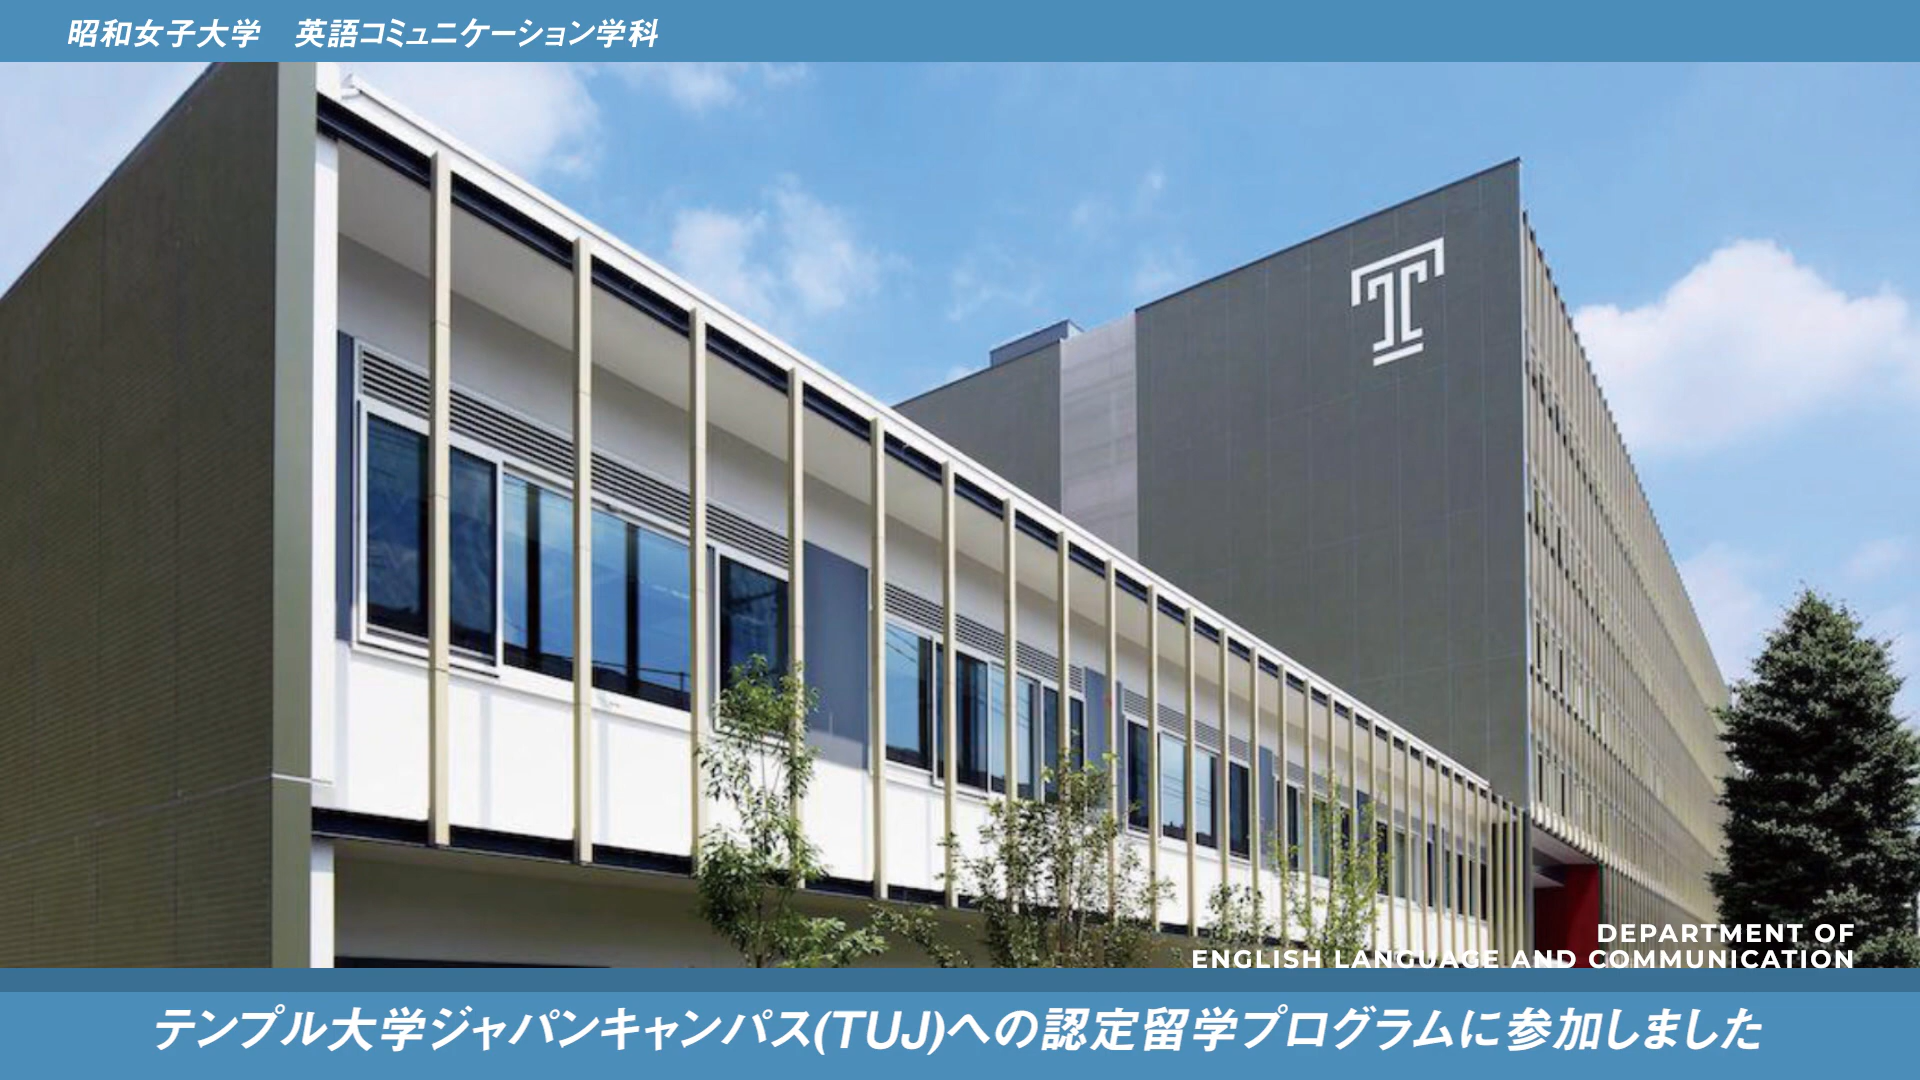 昭和女子大学　英語コミュニケーション学科
T
DEPARTMENT OF
ENGLISH LANGUAGE AND COMMUNICATION
テンプル大学ジャパンキャンパス(TUJ)への認定留学プログラムに参加しました